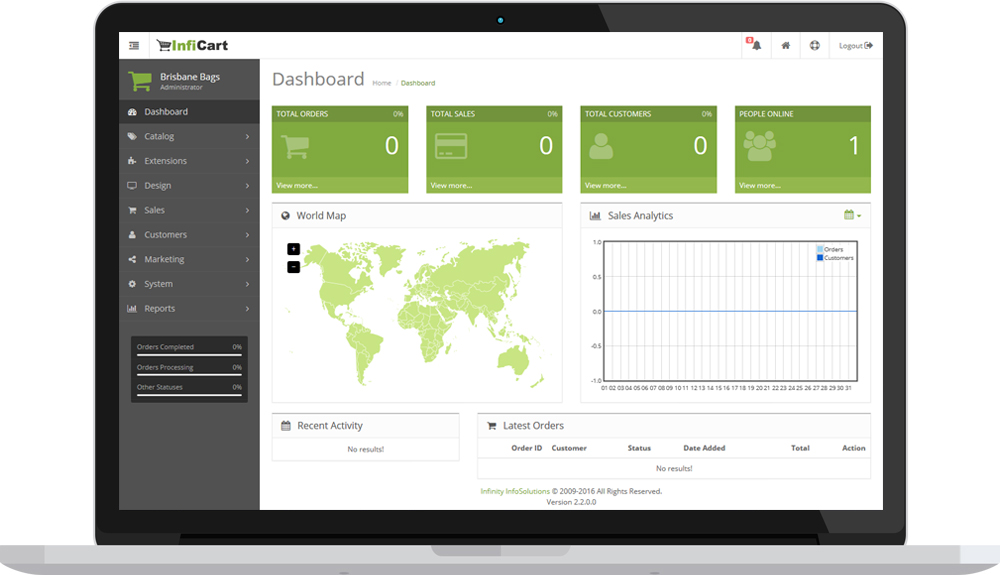 InfiCart
6
Logout
Brisbane Bags
Administrator
Dashboard
Catalog
Extensions
Design
Sales
Customers
Marketing
System
Reports
Orders Completed 0%
Orders Processing 0%
Other Statuses 0%
Dashboard Home / Dashboard
TOTAL ORDERS 0%
0
View more...
TOTAL SALES 0%
0
View more...
TOTAL CUSTOMERS 0%
0
View more...
PEOPLE ONLINE
1
View more...
World Map
+
−
Sales Analytics
Orders
Customers
1.0
0.5
0.0
-0.5
-1.0
01 02 03 04 05 06 07 08 09 10 11 12 13 14 15 16 17 18 19 20 21 22 23 24 25 26 27 28 29 30 31
Recent Activity
No results!
Latest Orders
Order ID Customer Status Date Added Total Action
No results!
Infinity InfoSolutions © 2009-2016 All Rights Reserved.
Version 2.2.0.0